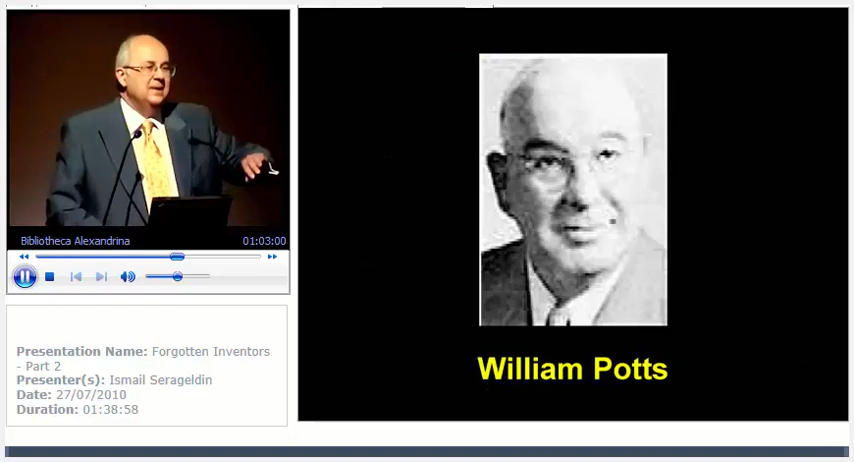 Bibliotheca Alexandrina 01:03:00
Presentation Name: Forgotten Inventors
- Part 2
Presenter(s): Ismail Serageldin
Date: 27/07/2010
Duration: 01:38:58
William Potts